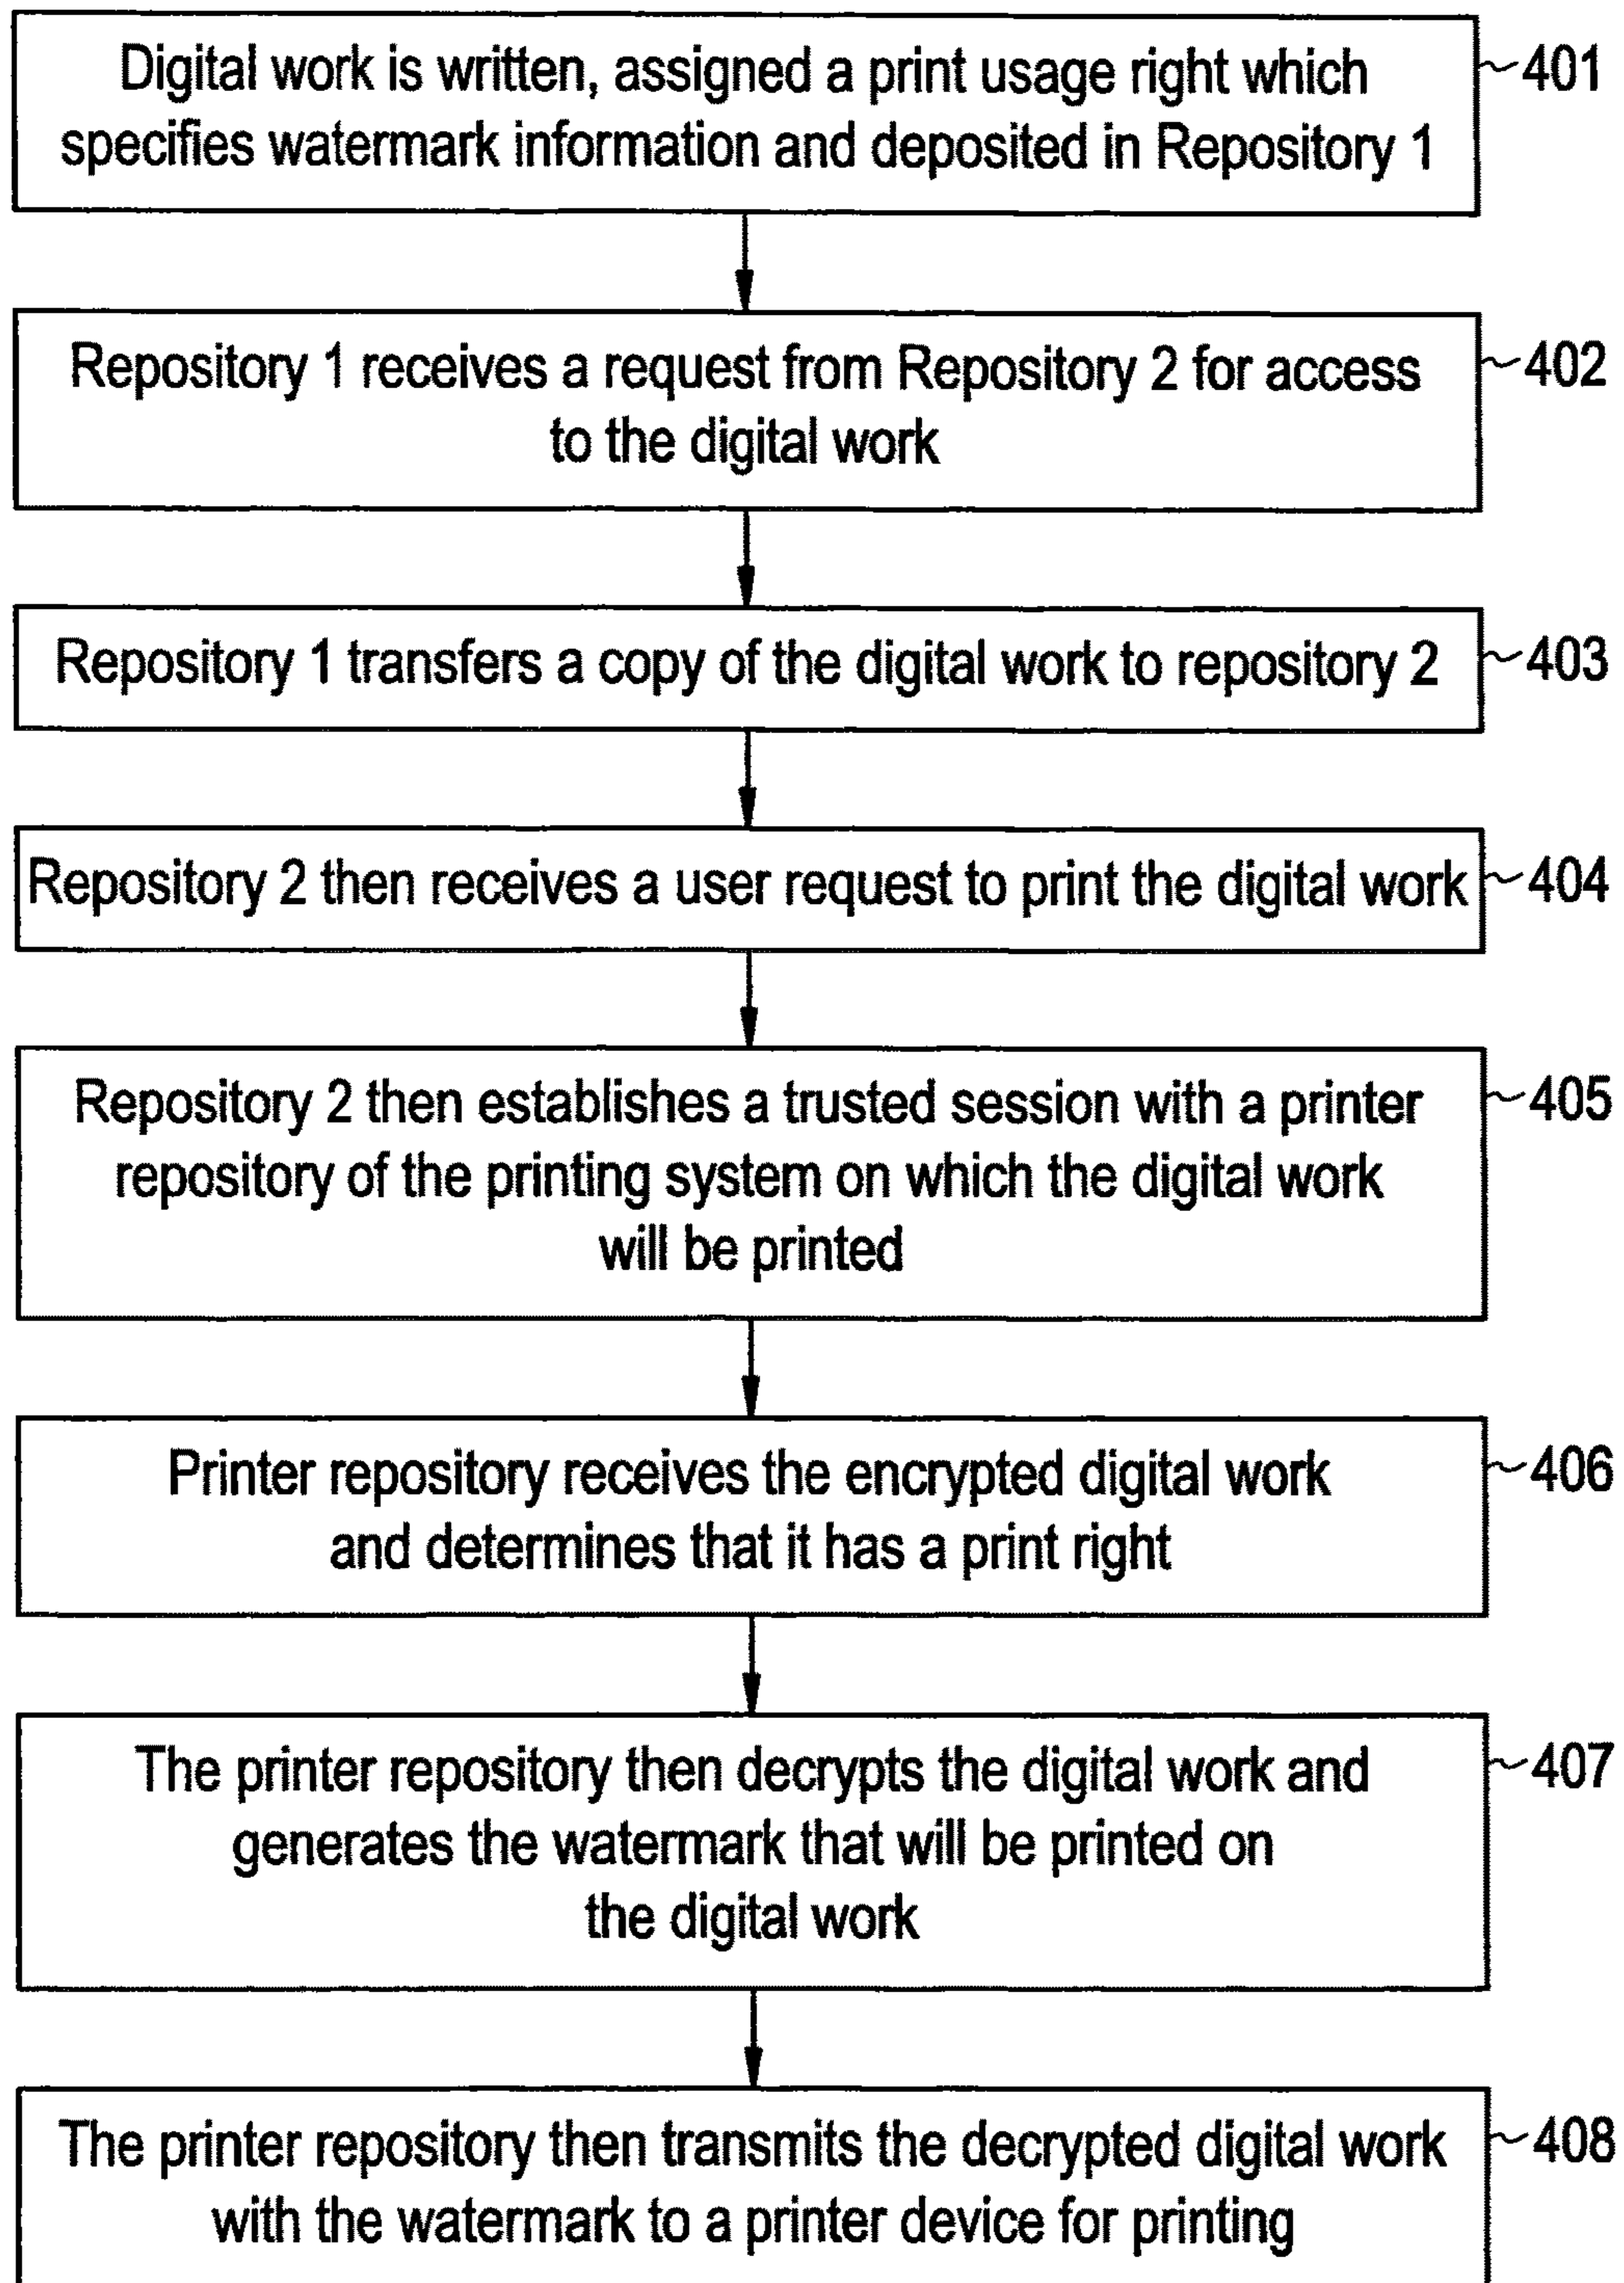 Digital work is written, assigned a print usage right which
specifies watermark information and deposited in Repository 1
401
Repository 1 receives a request from Repository 2 for access
to the digital work
402
Repository 1 transfers a copy of the digital work to repository 2
403
Repository 2 then receives a user request to print the digital work
404
Repository 2 then establishes a trusted session with a printer
repository of the printing system on which the digital work
will be printed
405
Printer repository receives the encrypted digital work
and determines that it has a print right
406
The printer repository then decrypts the digital work and
generates the watermark that will be printed on
the digital work
407
The printer repository then transmits the decrypted digital work
with the watermark to a printer device for printing
408